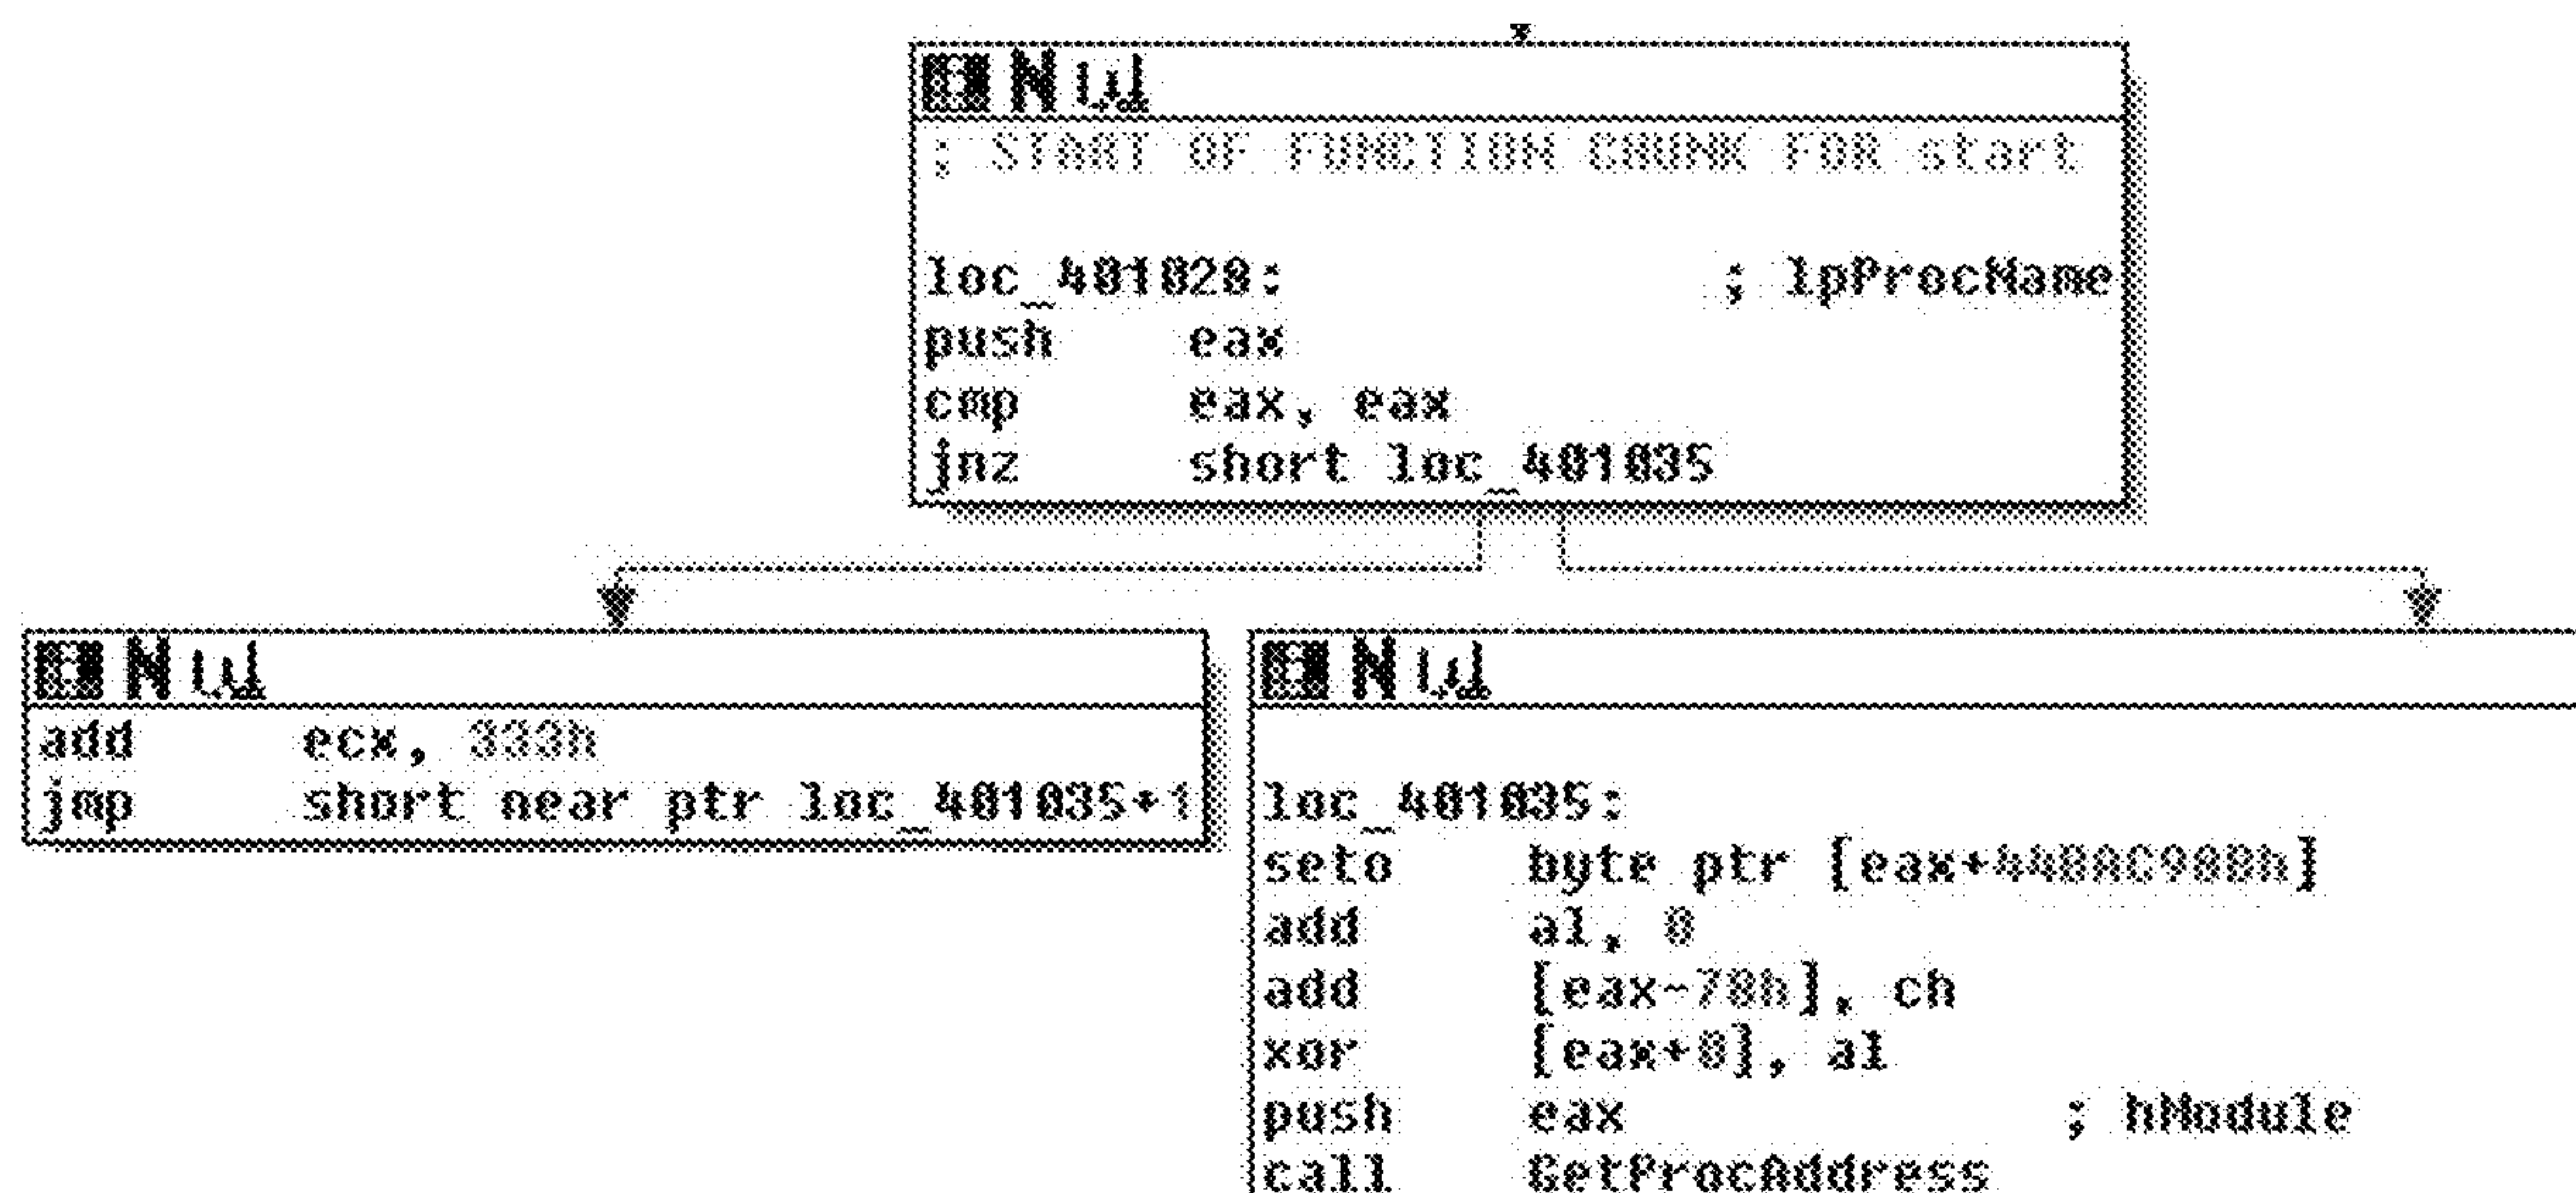 ; START OF FUNCTION CHUNK FOR start
loc_401028: ; lpProcName
push eax
cmp eax, eax
jnz short loc_401035
add ecx, 333h
jmp short near ptr loc_401035+1
loc_401035:
seto byte ptr [eax+44BAC90Bh]
add al, 0
add [eax-78h], ch
xor [eax+0], al
push eax ; hModule
call GetProcAddress